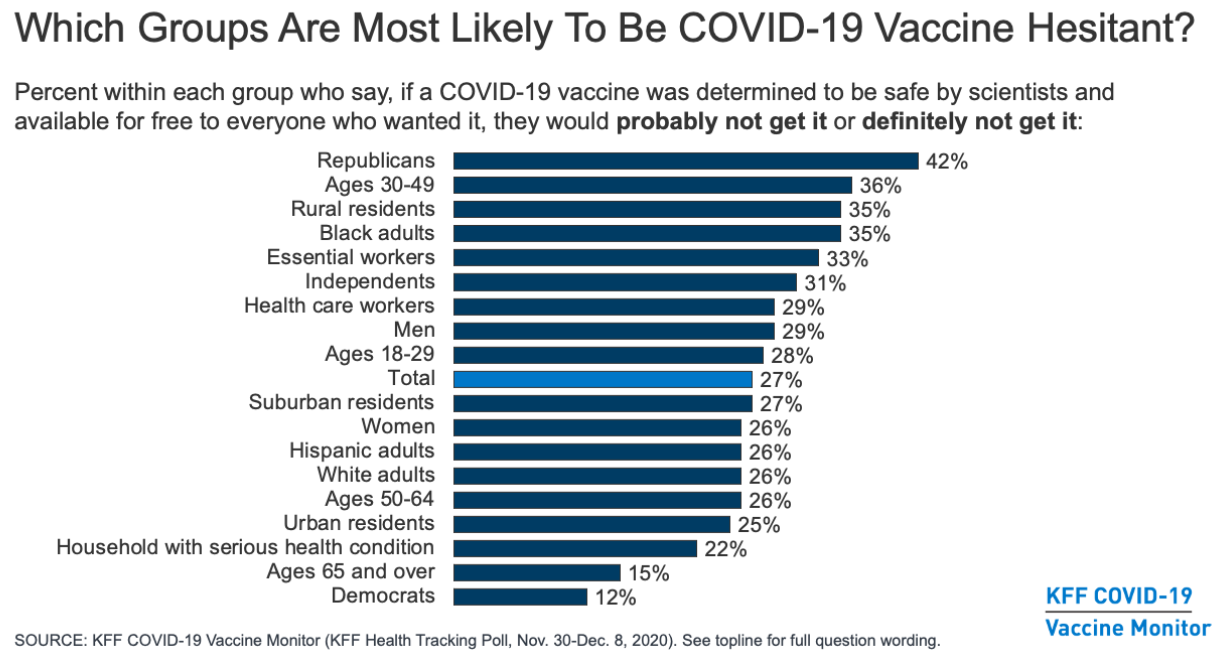 Which Groups Are Most Likely To Be COVID-19 Vaccine Hesitant?
Percent within each group who say, if a COVID-19 vaccine was determined to be safe by scientists and
available for free to everyone who wanted it, they would probably not get it or definitely not get it:
Republicans 42%
Ages 30-49 36%
Rural residents 35%
Black adults 35%
Essential workers 33%
Independents 31%
Health care workers 29%
Men 29%
Ages 18-29 28%
Total 27%
Suburban residents 27%
Women 26%
Hispanic adults 26%
White adults 26%
Ages 50-64 26%
Urban residents 25%
Household with serious health condition 22%
Ages 65 and over 15%
Democrats 12%
SOURCE: KFF COVID-19 Vaccine Monitor (KFF Health Tracking Poll, Nov. 30-Dec. 8, 2020). See topline for full question wording.
KFF COVID-19
Vaccine Monitor